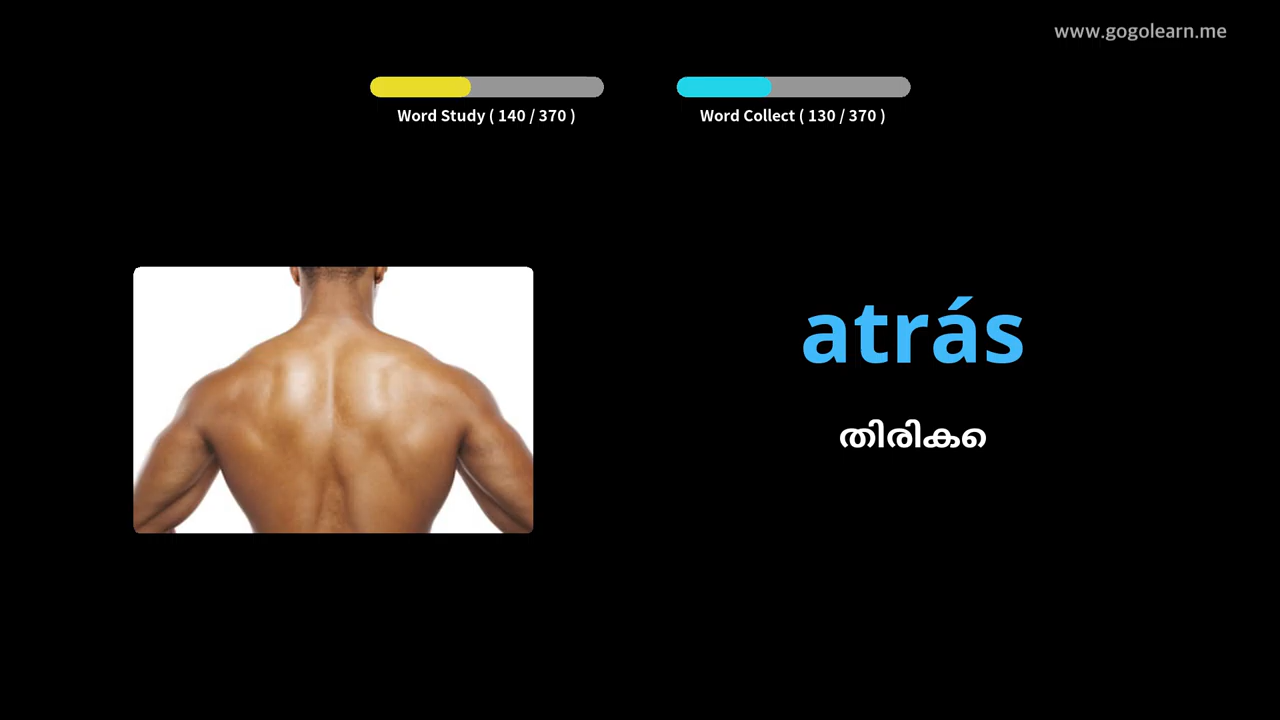 www.gogolearn.me
Word Study ( 140 / 370 )
Word Collect ( 130 / 370 )
atrás
തിരികെ